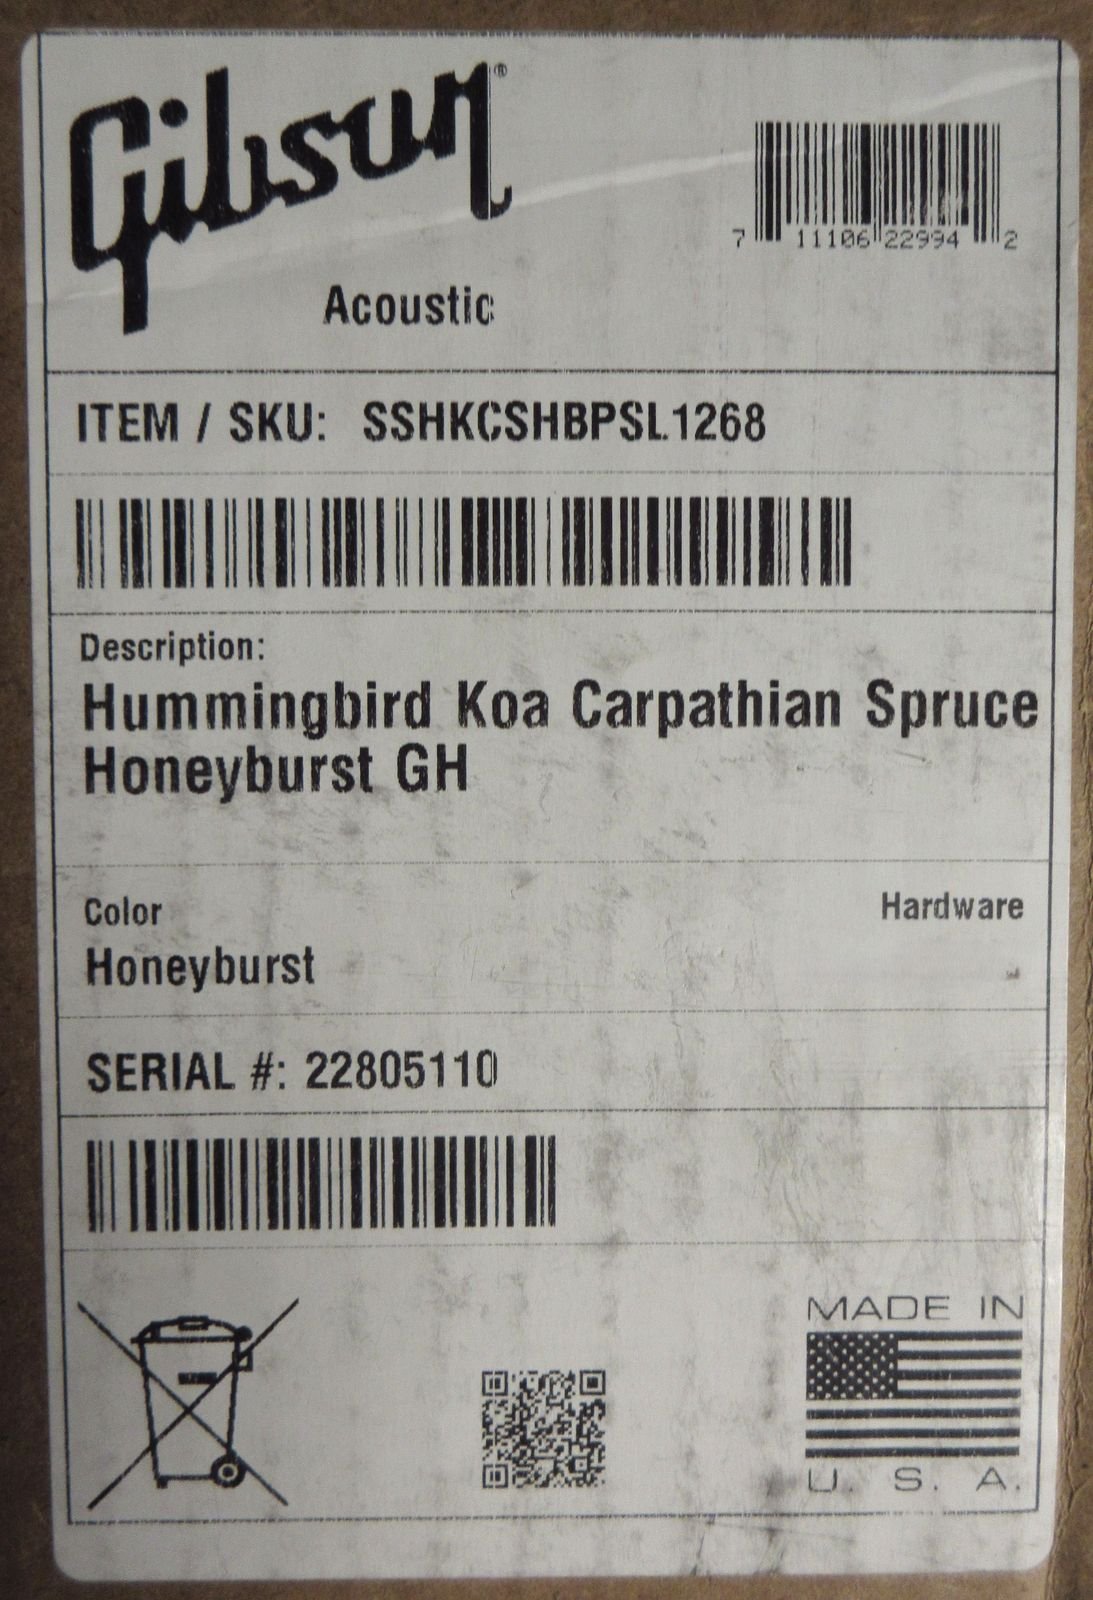 Gibson®
Acoustic
7 11106 22994 2
ITEM / SKU: SSHKCSHBPSL1268
Description:
Hummingbird Koa Carpathian Spruce
Honeyburst GH
Color
Hardware
Honeyburst
SERIAL #: 22805110
MADE IN
U. S. A.